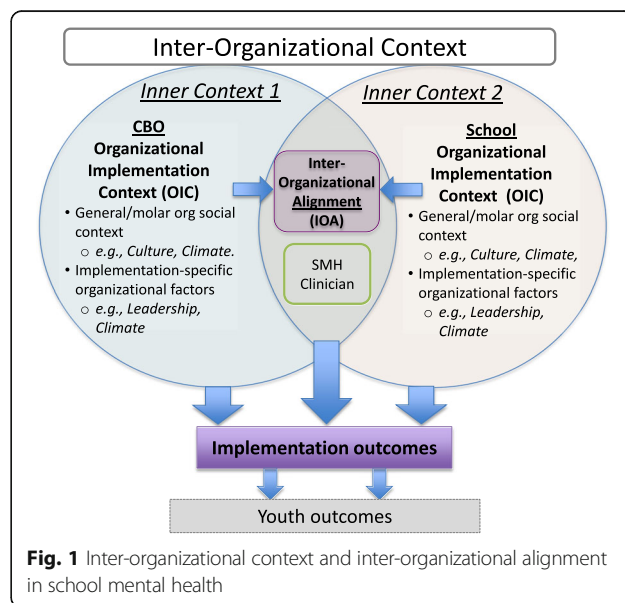 Inter-Organizational Context
Inner Context 1
Inner Context 2
CBO
Organizational
Implementation
Context (OIC)
• General/molar org social
context
o e.g., Culture, Climate.
• Implementation-specific
organizational factors
o e.g., Leadership,
Climate
Inter-
Organizational
Alignment
(IOA)
SMH
Clinician
School
Organizational
Implementation
Context (OIC)
• General/molar org social
context
o e.g., Culture, Climate,
• Implementation-specific
organizational factors
o e.g., Leadership,
Climate
Implementation outcomes
Youth outcomes
Fig. 1 Inter-organizational context and inter-organizational alignment
in school mental health